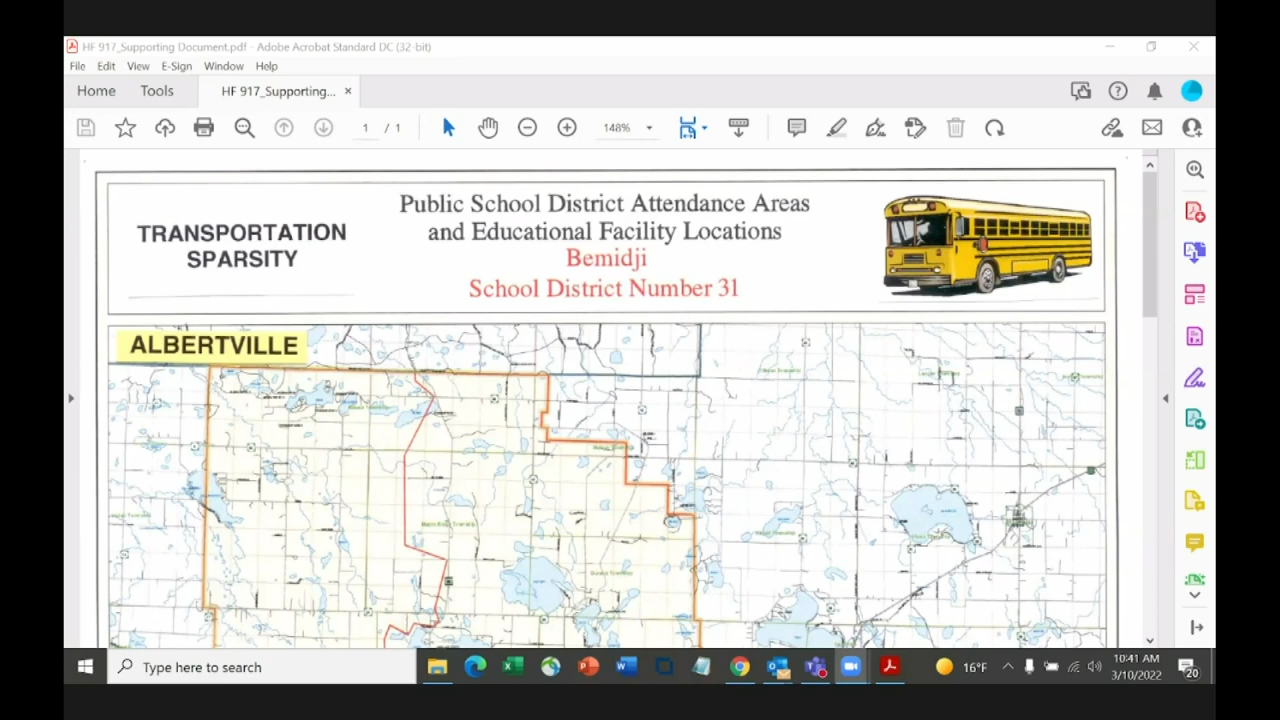 HF 917_Supporting Document.pdf - Adobe Acrobat Standard DC (32-bit)
File Edit View E-Sign Window Help
Home Tools HF 917_Supporting... ×
1 / 1 148%
TRANSPORTATION
SPARSITY
Public School District Attendance Areas
and Educational Facility Locations
Bemidji
School District Number 31
ALBERTVILLE
Type here to search
16°F
10:41 AM
3/10/2022
20